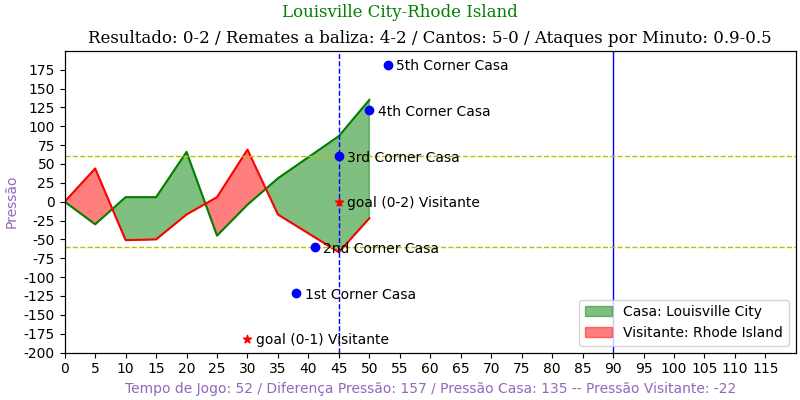 Louisville City-Rhode Island
Resultado: 0-2 / Remates a baliza: 4-2 / Cantos: 5-0 / Ataques por Minuto: 0.9-0.5
Pressão
175
150
125
100
75
50
25
0
-25
-50
-75
-100
-125
-150
-175
-200
5th Corner Casa
4th Corner Casa
3rd Corner Casa
goal (0-2) Visitante
2nd Corner Casa
1st Corner Casa
goal (0-1) Visitante
Casa: Louisville City
Visitante: Rhode Island
0 5 10 15 20 25 30 35 40 45 50 55 60 65 70 75 80 85 90 95 100 105 110 115
Tempo de Jogo: 52 / Diferença Pressão: 157 / Pressão Casa: 135 -- Pressão Visitante: -22